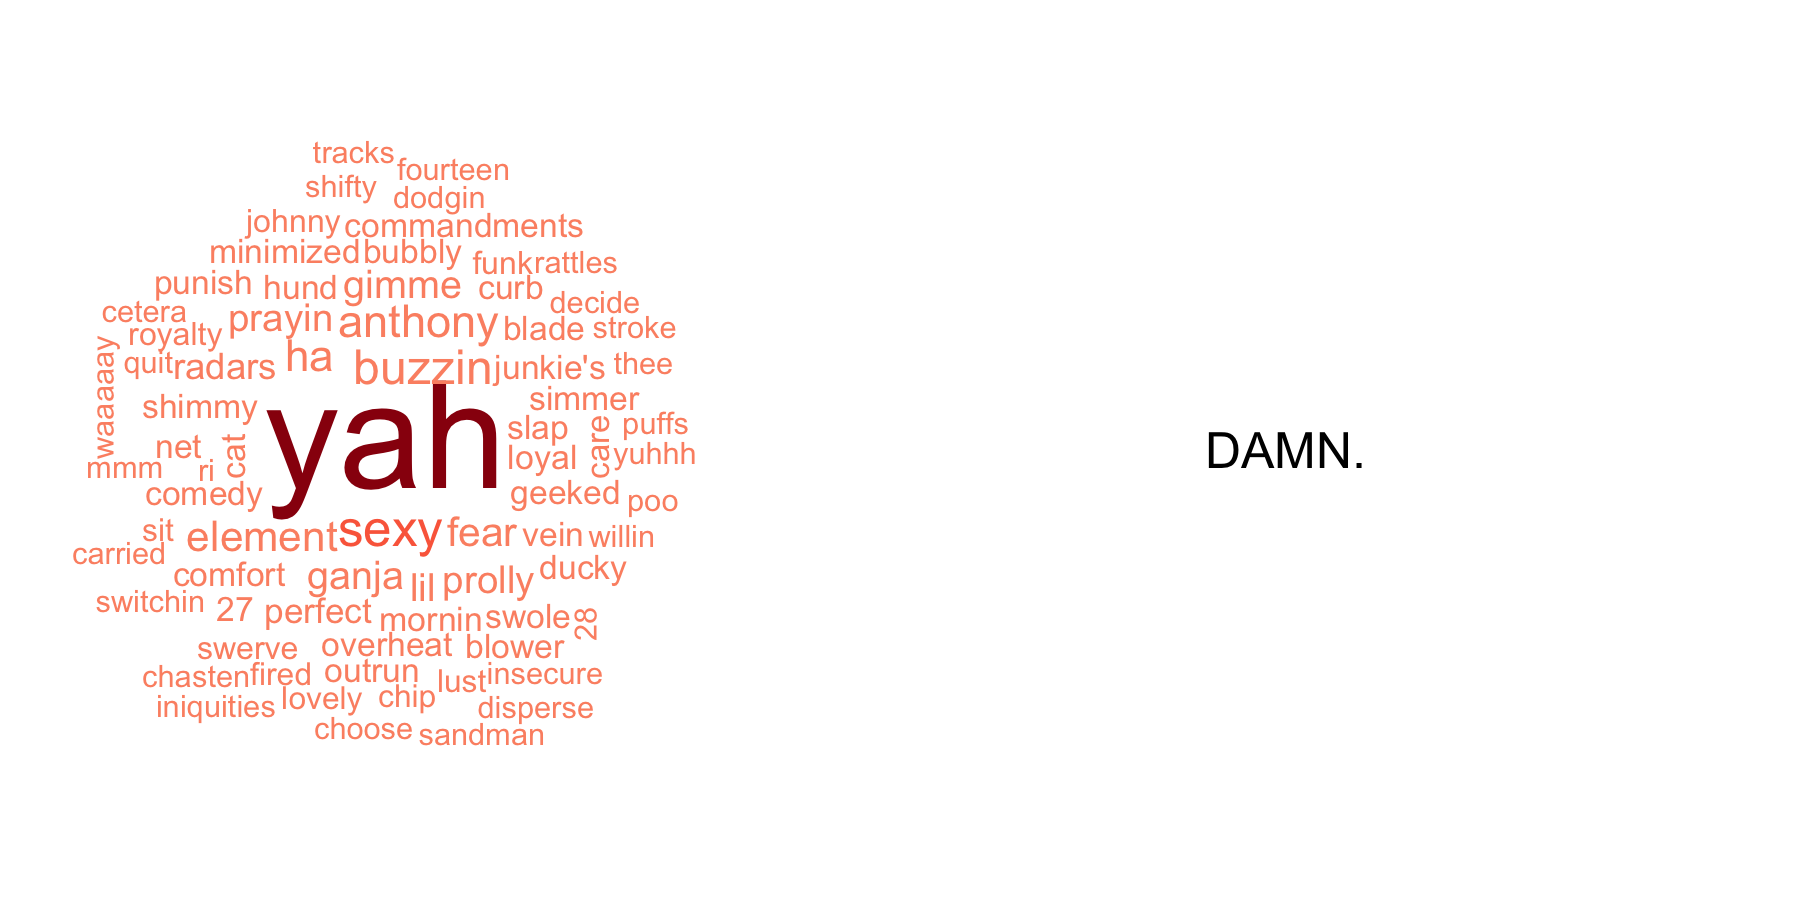 tracks
fourteen
shifty
dodgin
johnny commandments
minimized bubbly
funk rattles
punish hund gimme curb
decide
cetera
royalty prayin anthony blade stroke
waaaaaay
quit radars ha buzzin junkie's thee
shimmy yah simmer
slap care puffs
net ri cat loyal yuhhh
mmm
comedy geeked poo
sit element sexy fear vein willin
carried
comfort ganja lil prolly ducky
switchin 27 perfect mornin swole 28
swerve overheat blower
chasten fired outrun lust insecure
iniquities lovely chip disperse
choose sandman
DAMN.